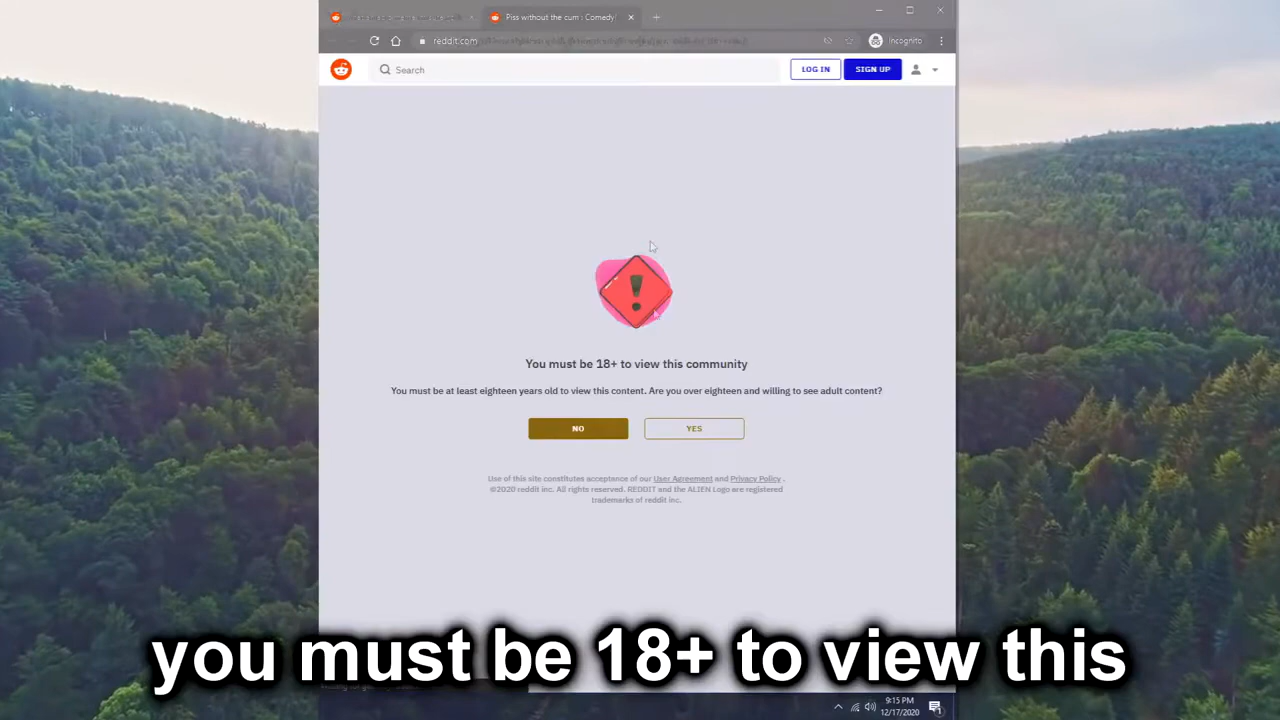 Piss without the cum : Comedy
reddit.com
Incognito
Search
LOG IN
SIGN UP
You must be 18+ to view this community
You must be at least eighteen years old to view this content. Are you over eighteen and willing to see adult content?
NO
YES
Use of this site constitutes acceptance of our User Agreement and Privacy Policy .
©2020 reddit inc. All rights reserved. REDDIT and the ALIEN Logo are registered
trademarks of reddit inc.
you must be 18+ to view this
9:15 PM
12/17/2020